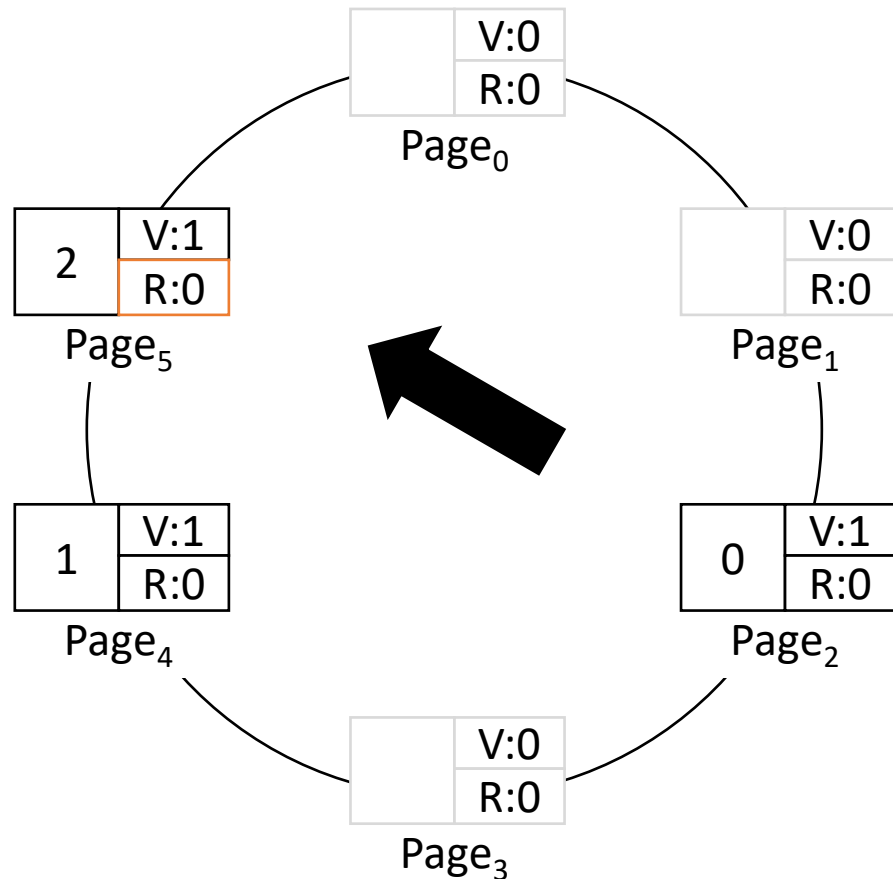 V:0
R:0
Page₀
V:0
R:0
Page₁
0
V:1
R:0
Page₂
V:0
R:0
Page₃
1
V:1
R:0
Page₄
2
V:1
R:0
Page₅